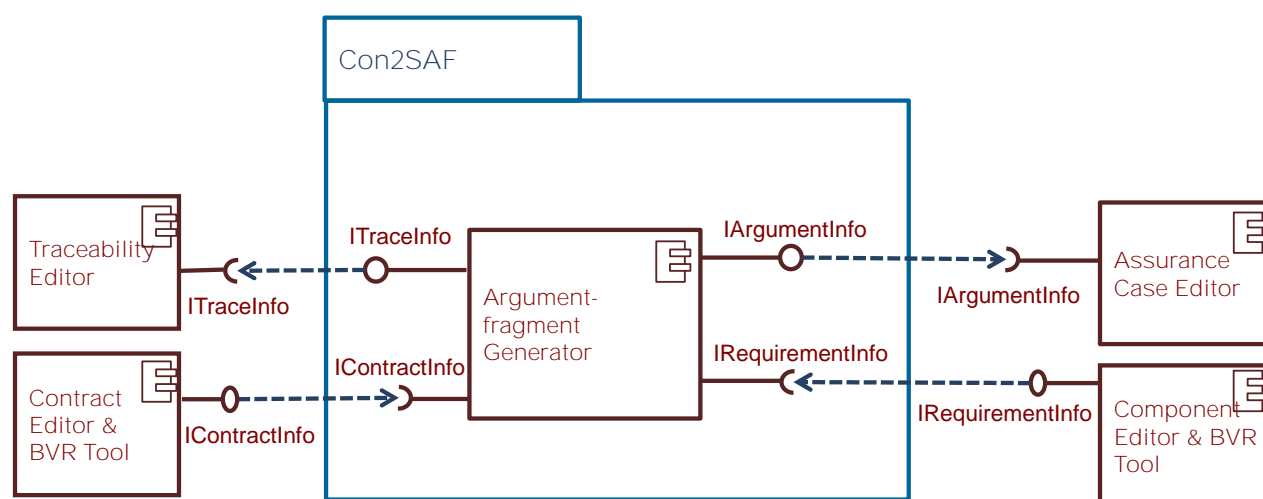 Con2SAF
Traceability
Editor
ITraceInfo
ITraceInfo
Argument-
fragment
Generator
IArgumentInfo
IArgumentInfo
Assurance
Case Editor
Contract
Editor &
BVR Tool
IContractInfo
IContractInfo
IRequirementInfo
IRequirementInfo
Component
Editor & BVR
Tool